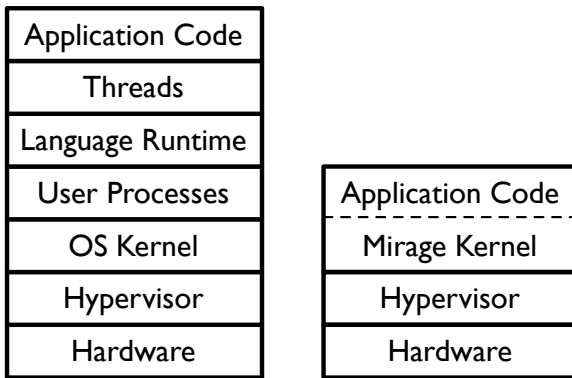 Application Code
Threads
Language Runtime
User Processes
OS Kernel
Hypervisor
Hardware
Application Code
Mirage Kernel
Hypervisor
Hardware